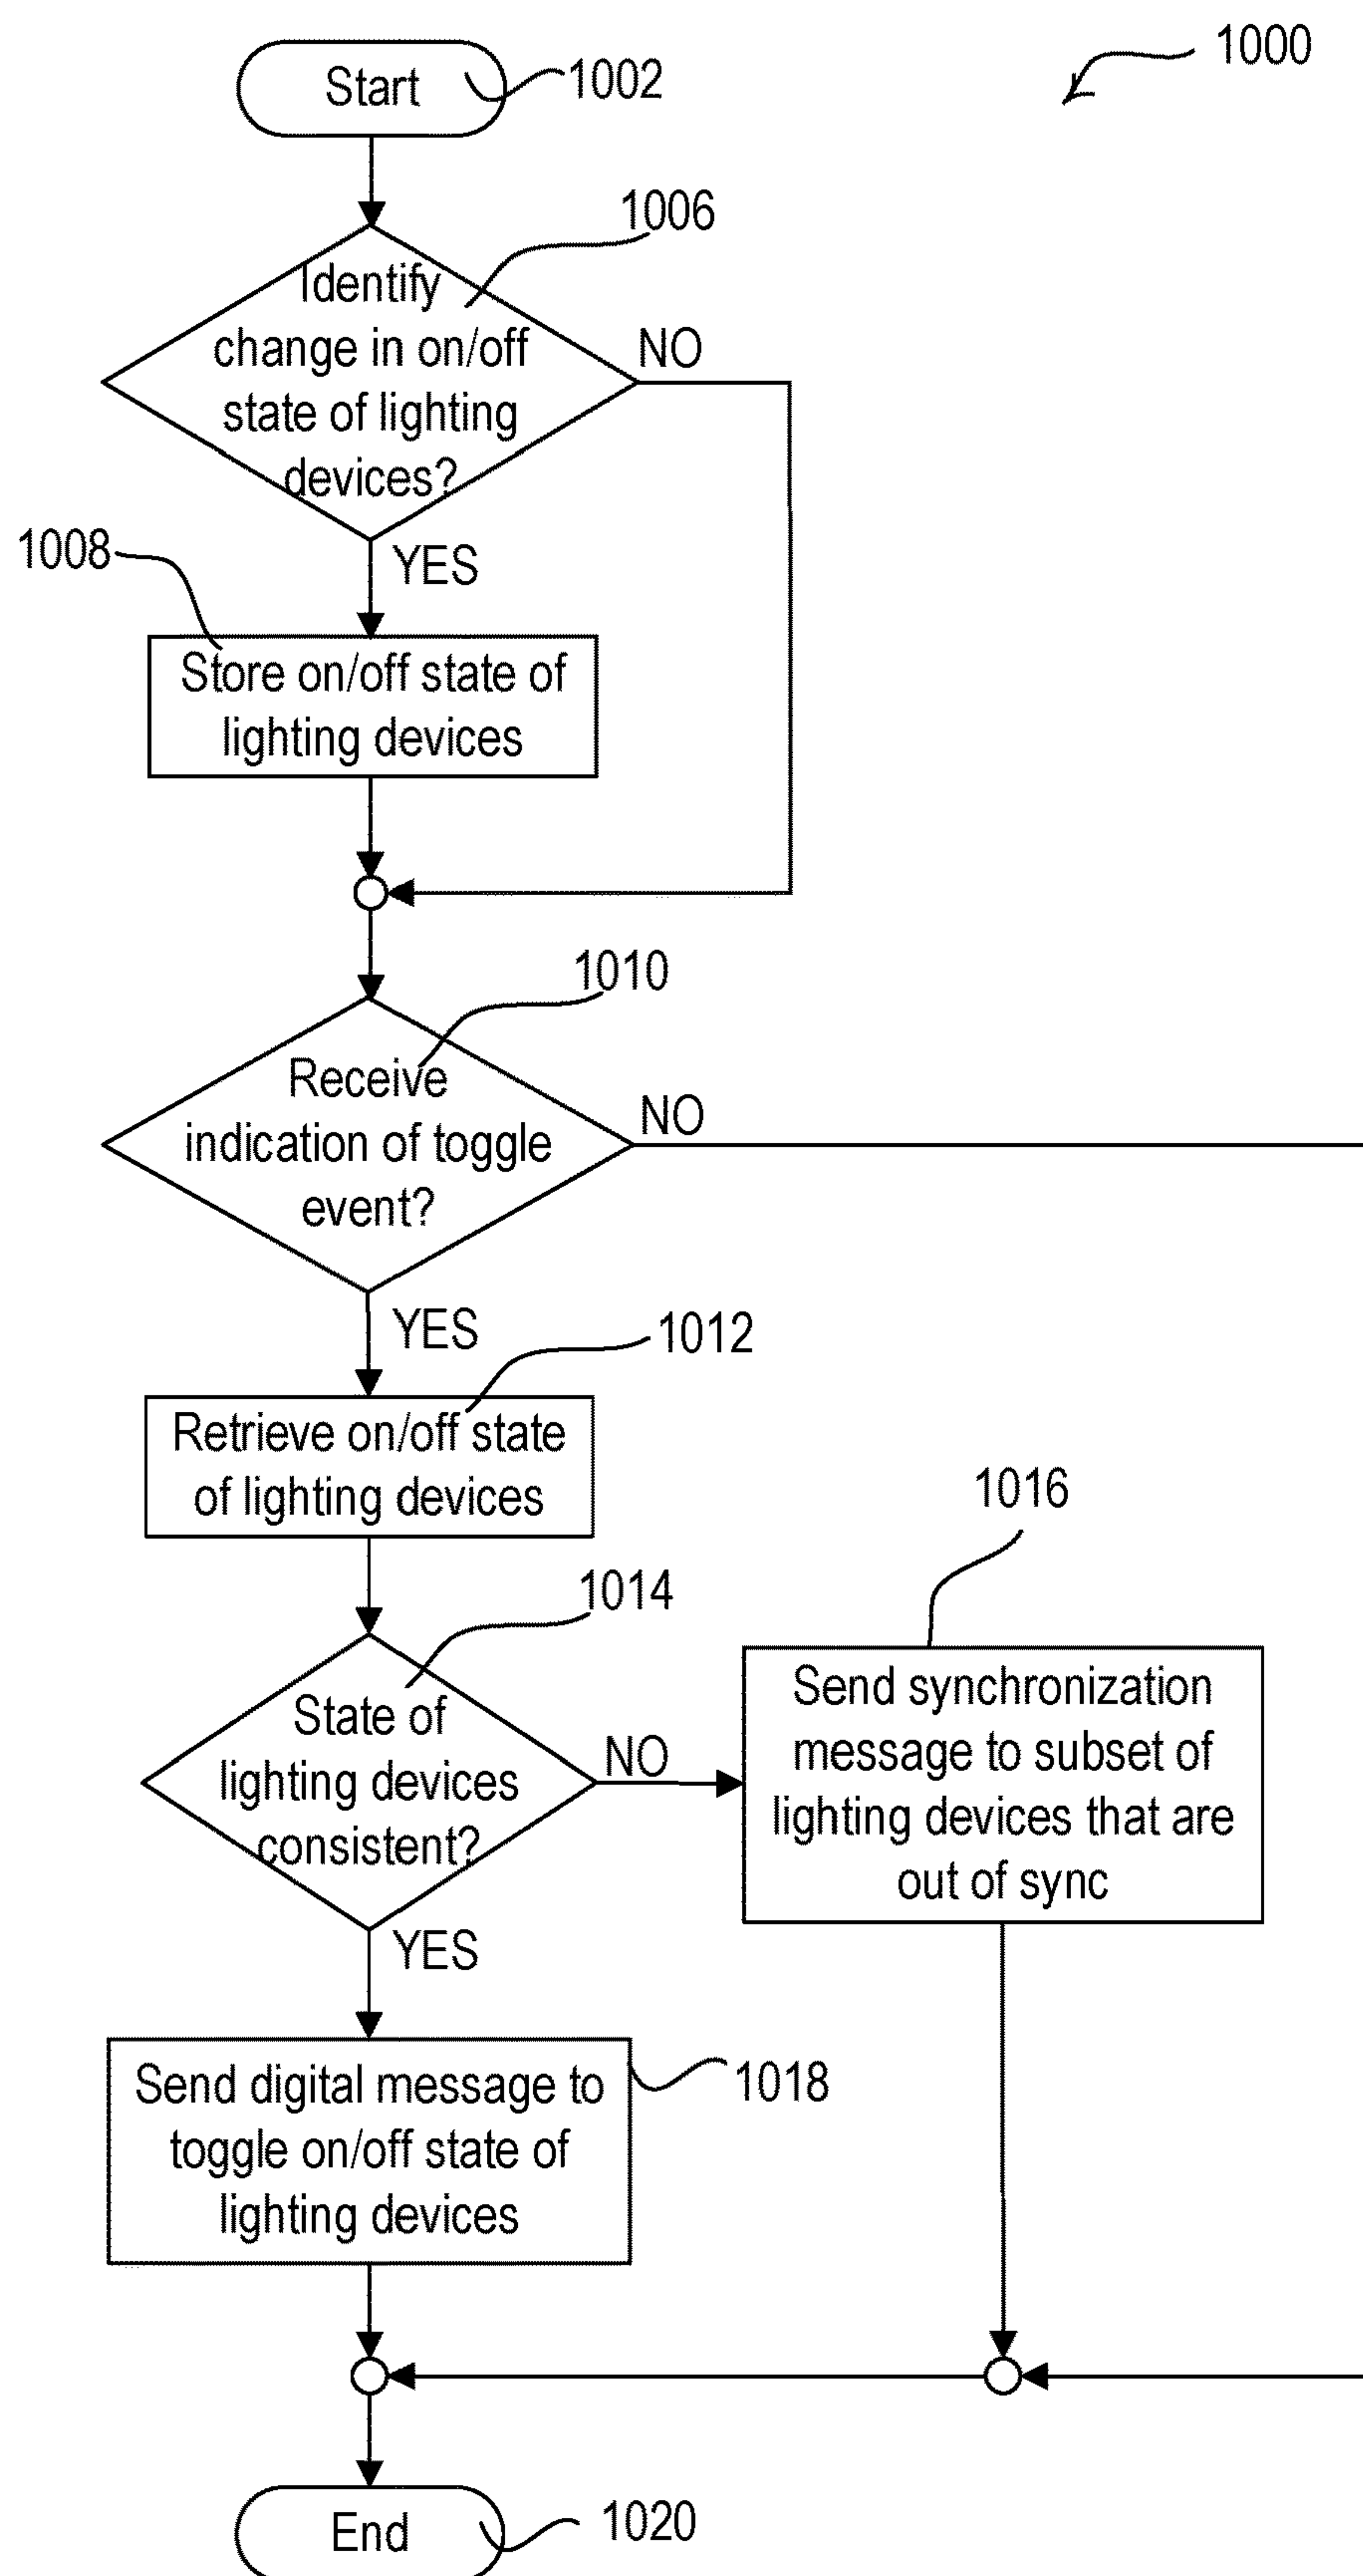 1000
Start
1002
1006
Identify
change in on/off
state of lighting
devices?
NO
YES
1008
Store on/off state of
lighting devices
1010
Receive
indication of toggle
event?
NO
YES
1012
Retrieve on/off state
of lighting devices
1014
State of
lighting devices
consistent?
NO
1016
Send synchronization
message to subset of
lighting devices that are
out of sync
YES
Send digital message to
toggle on/off state of
lighting devices
1018
End
1020